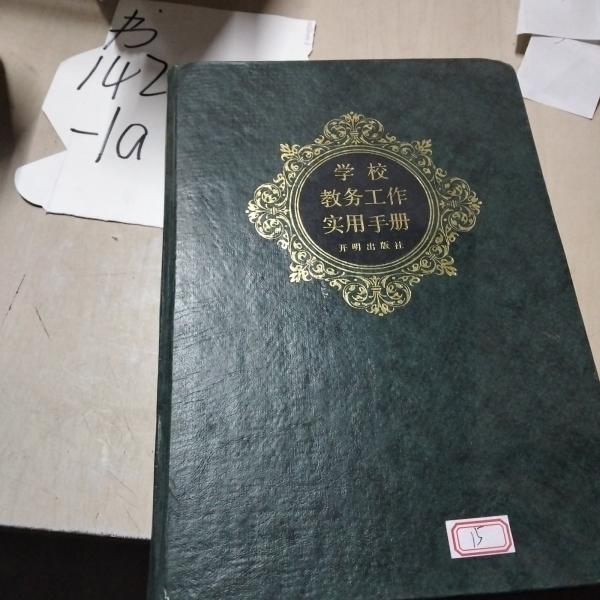 书
142
-1a
学校
教务工作
实用手册
开明出版社
15